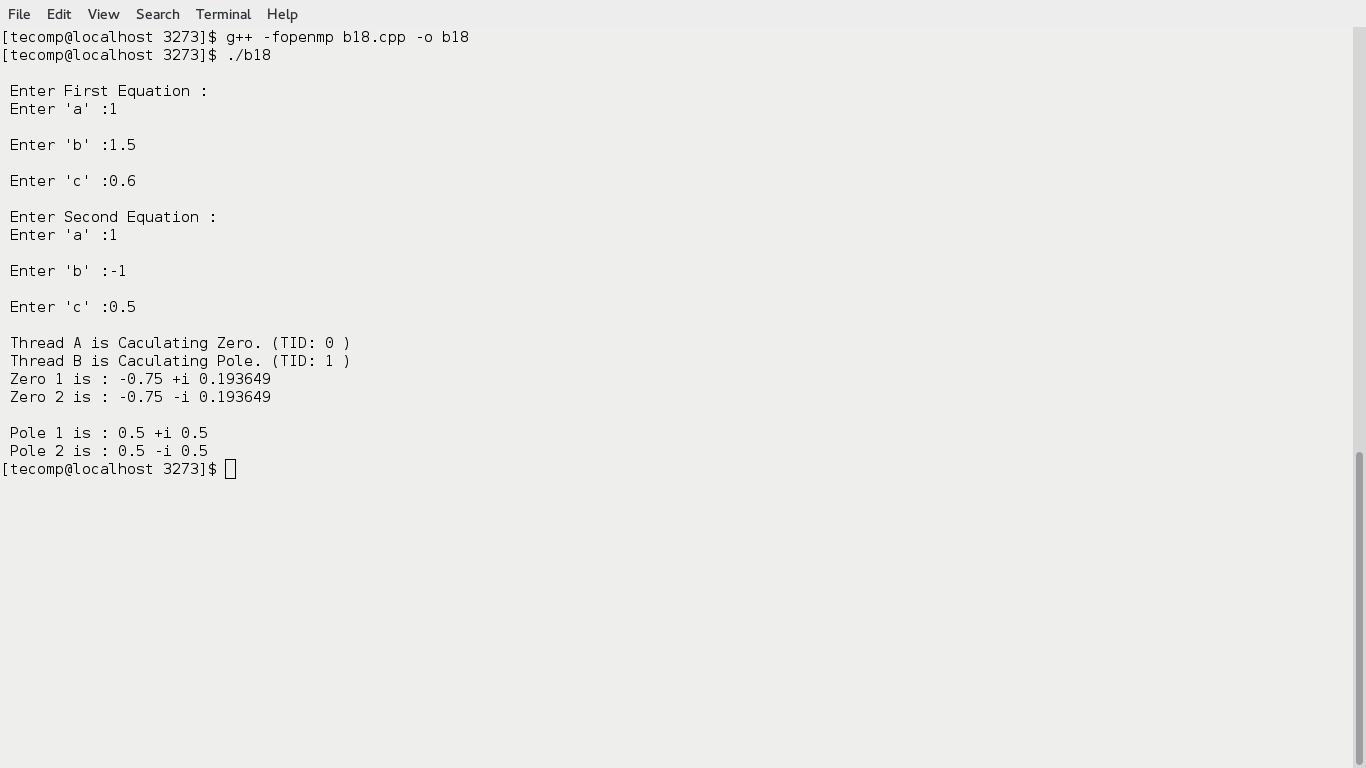 File Edit View Search Terminal Help
[tecomp@localhost 3273]$ g++ -fopenmp b18.cpp -o b18
[tecomp@localhost 3273]$ ./b18
Enter First Equation :
Enter 'a' :1
Enter 'b' :1.5
Enter 'c' :0.6
Enter Second Equation :
Enter 'a' :1
Enter 'b' :-1
Enter 'c' :0.5
Thread A is Caculating Zero. (TID: 0 )
Thread B is Caculating Pole. (TID: 1 )
Zero 1 is : -0.75 +i 0.193649
Zero 2 is : -0.75 -i 0.193649
Pole 1 is : 0.5 +i 0.5
Pole 2 is : 0.5 -i 0.5
[tecomp@localhost 3273]$